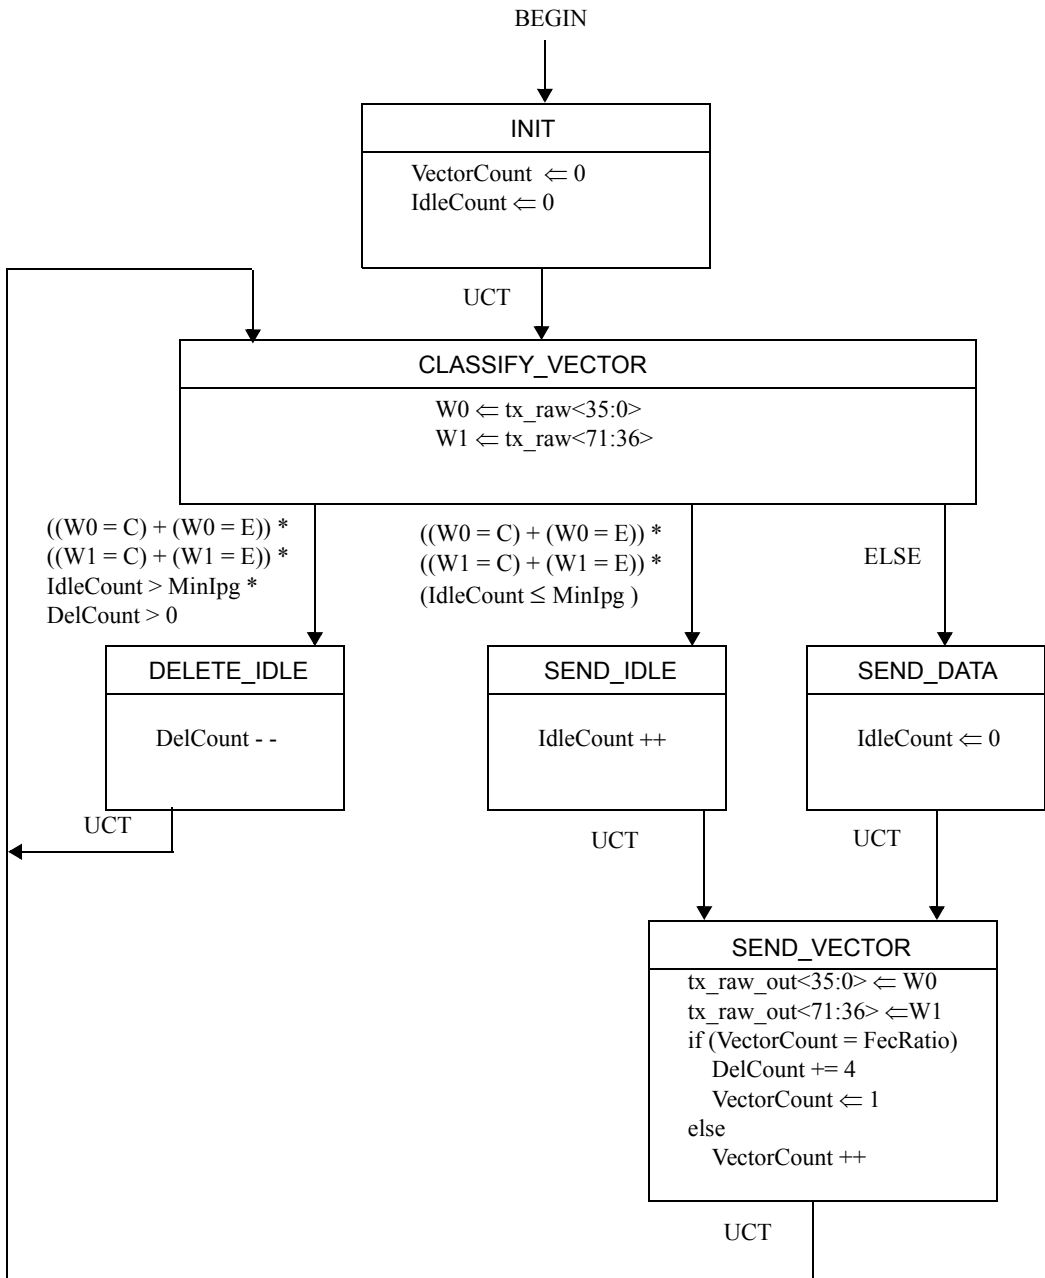 BEGIN
INIT
VectorCount ⇐ 0
IdleCount ⇐ 0
UCT
CLASSIFY_VECTOR
W0 ⇐ tx_raw<35:0>
W1 ⇐ tx_raw<71:36>
((W0 = C) + (W0 = E)) *
((W1 = C) + (W1 = E)) *
IdleCount > MinIpg *
DelCount > 0
((W0 = C) + (W0 = E)) *
((W1 = C) + (W1 = E)) *
(IdleCount ≤ MinIpg )
ELSE
DELETE_IDLE
DelCount - -
UCT
SEND_IDLE
IdleCount ++
UCT
SEND_DATA
IdleCount ⇐ 0
UCT
SEND_VECTOR
tx_raw_out<35:0> ⇐ W0
tx_raw_out<71:36> ⇐W1
if (VectorCount = FecRatio)
DelCount += 4
VectorCount ⇐ 1
else
VectorCount ++
UCT